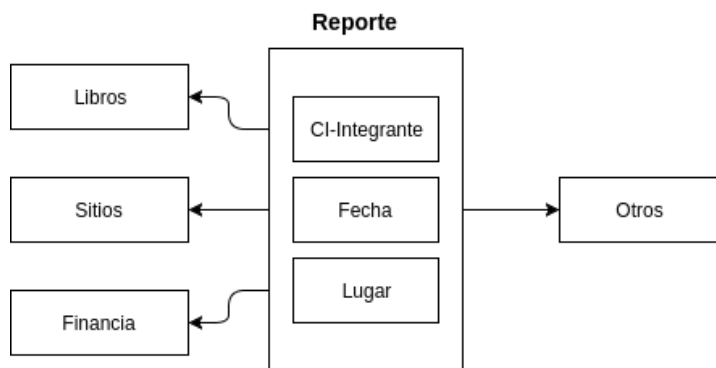 Reporte
Libros
CI-Integrante
Sitios
Fecha
Otros
Lugar
Financia